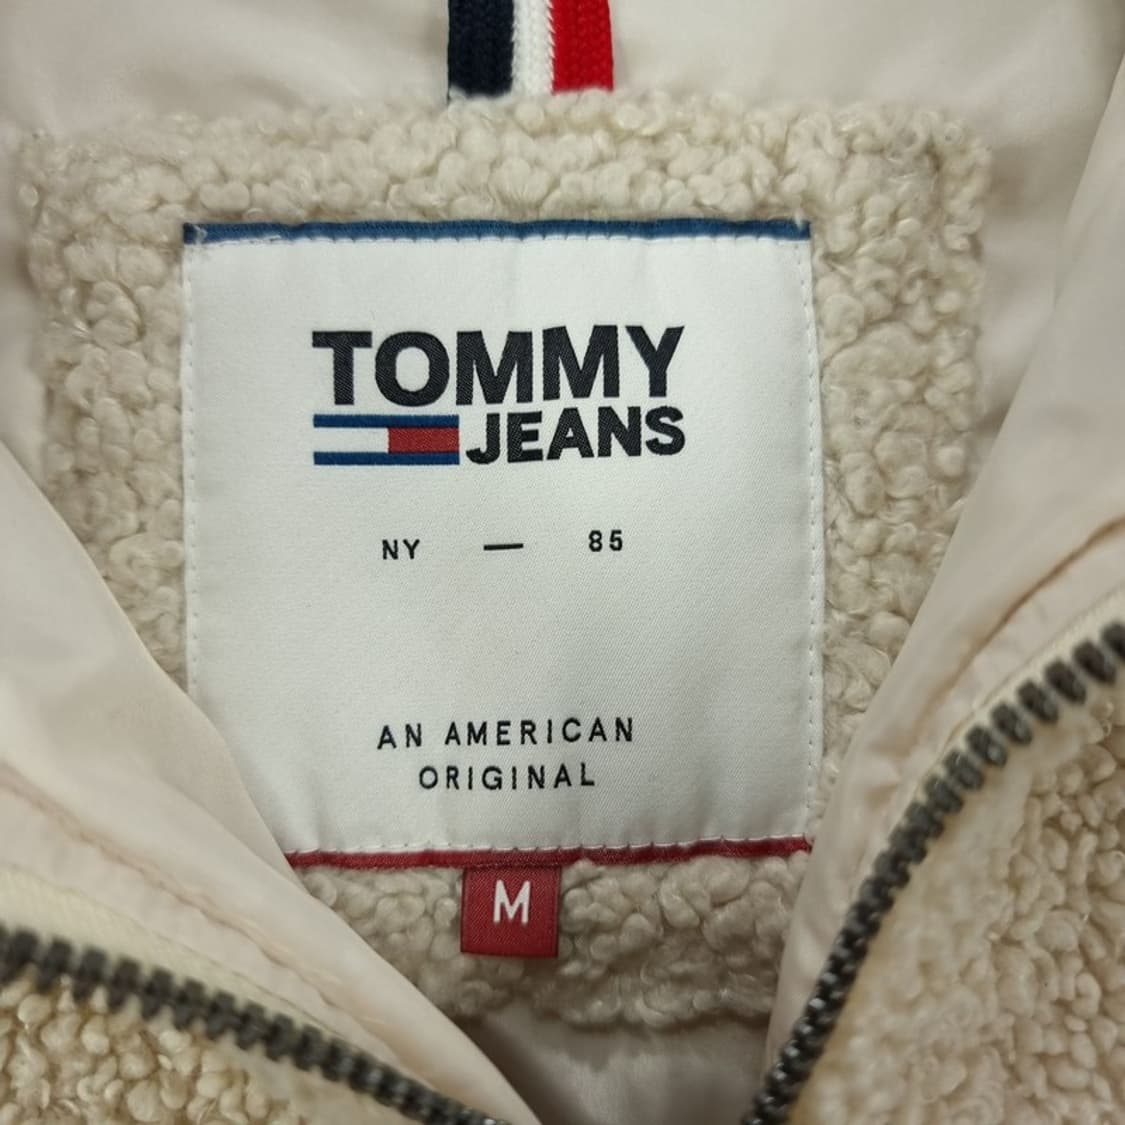 TOMMY
JEANS
NY — 85
AN AMERICAN
ORIGINAL
M